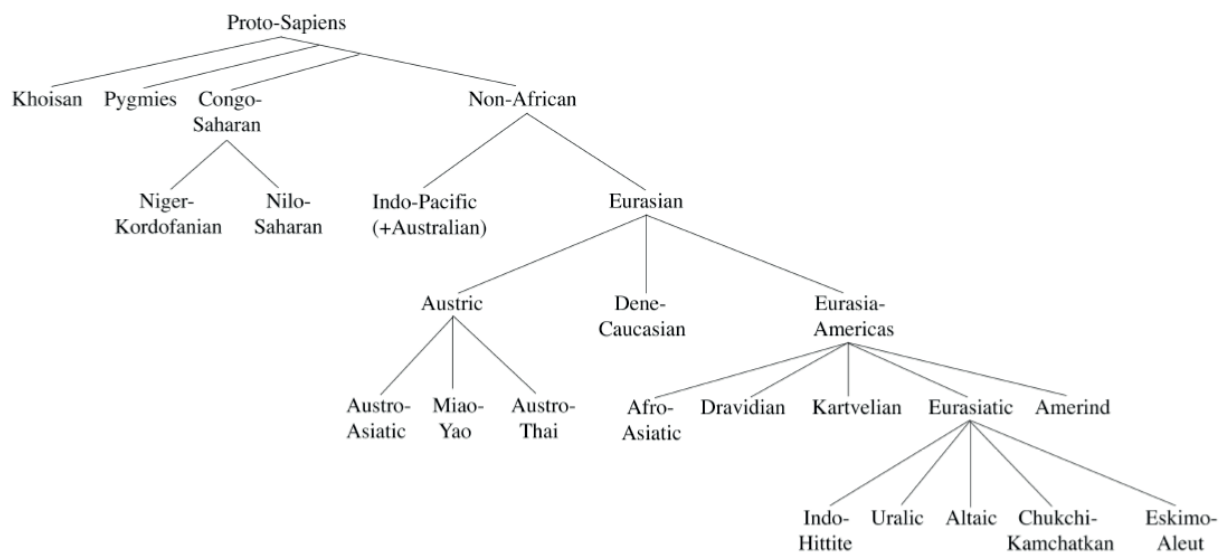 Proto-Sapiens
Khoisan
Pygmies
Congo-
Saharan
Non-African
Niger-
Kordofanian
Nilo-
Saharan
Indo-Pacific
(+Australian)
Eurasian
Austric
Dene-
Caucasian
Eurasia-
Americas
Austro-
Asiatic
Miao-
Yao
Austro-
Thai
Afro-
Asiatic
Dravidian
Kartvelian
Eurasiatic
Amerind
Indo-
Hittite
Uralic
Altaic
Chukchi-
Kamchatkan
Eskimo-
Aleut